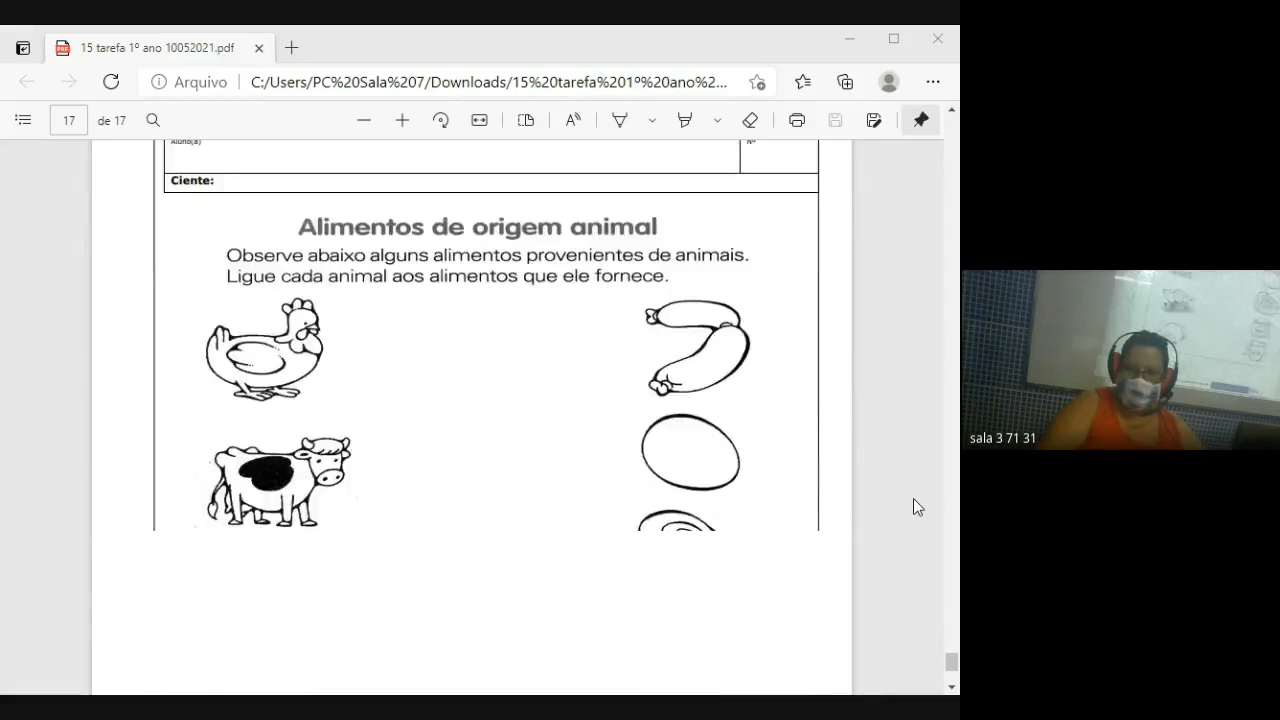 15 tarefa 1º ano 10052021.pdf
Arquivo
C:/Users/PC%20Sala%207/Downloads/15%20tarefa%201º%20ano%2...
17
de 17
Aluno(a)
Nº
Ciente:
Alimentos de origem animal
Observe abaixo alguns alimentos provenientes de animais.
Ligue cada animal aos alimentos que ele fornece.
sala 3 71 31